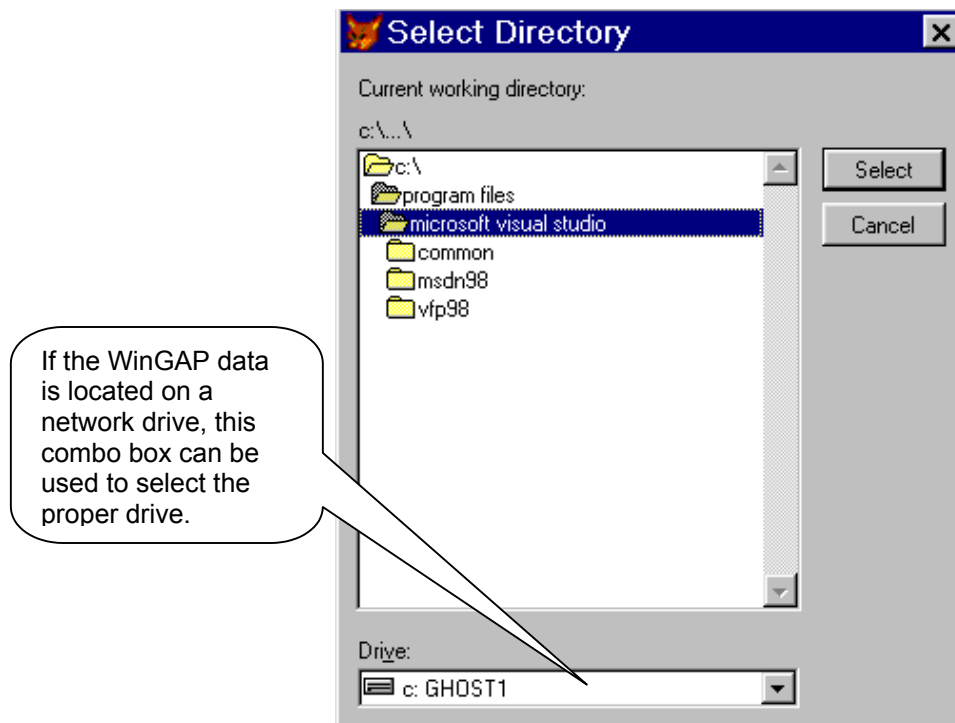 Select Directory
Current working directory:
c:\...\
c:\
program files
microsoft visual studio
common
msdn98
vfp98
Select
Cancel
If the WinGAP data
is located on a
network drive, this
combo box can be
used to select the
proper drive.
Drive:
c: GHOST1